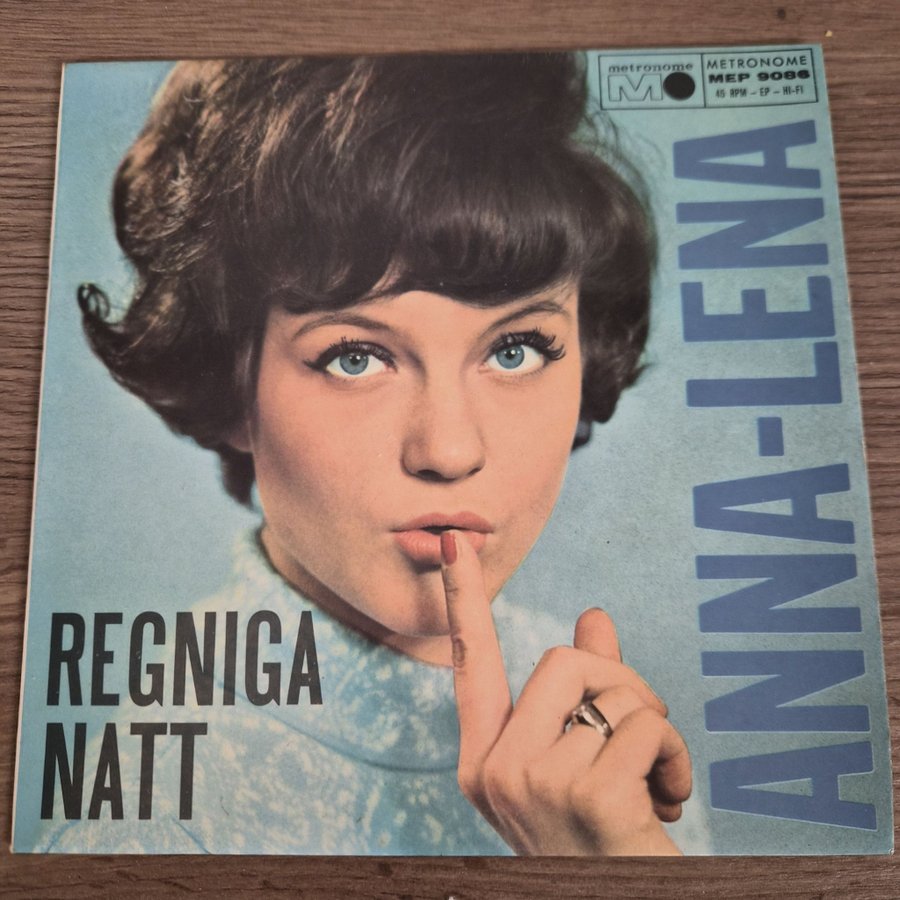 metronome
M
METRONOME
MEP 9086
45 RPM – EP – HI-FI
ANNA-LENA
REGNIGA
NATT